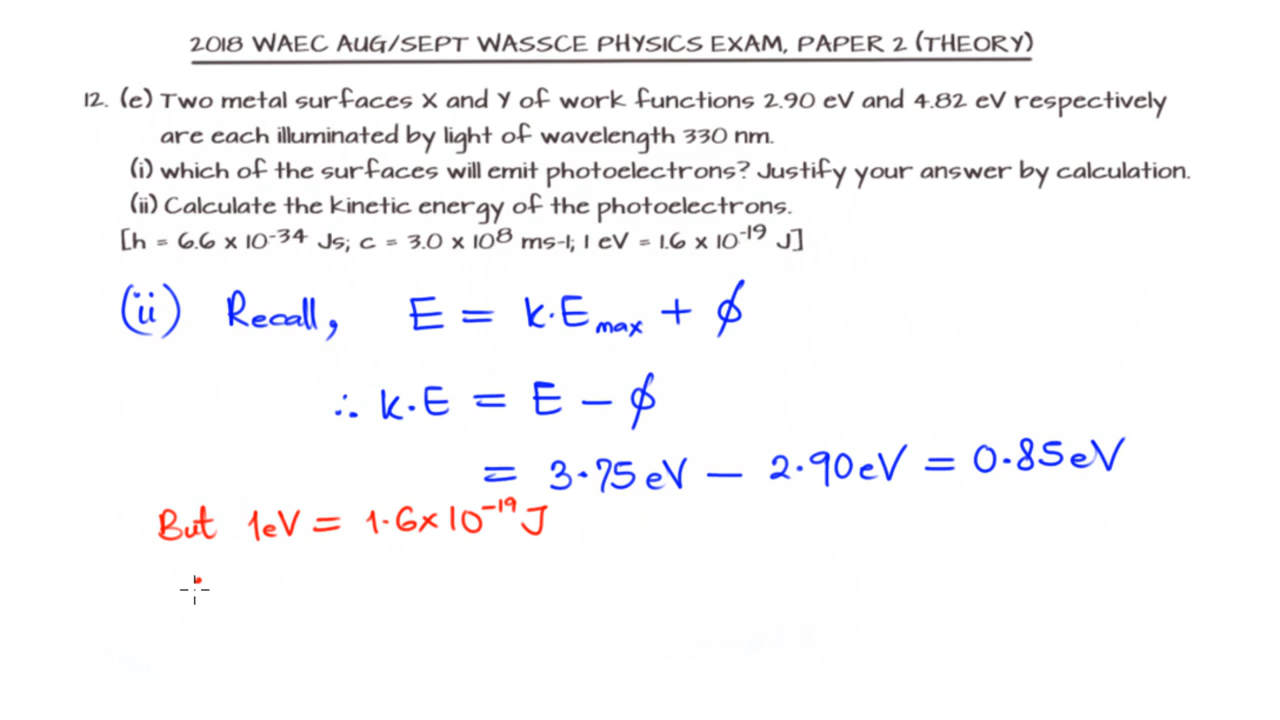 2018 WAEC AUG/SEPT WASSCE PHYSICS EXAM, PAPER 2 (THEORY)
12. (e) Two metal surfaces X and Y of work functions 2.90 eV and 4.82 eV respectively
are each illuminated by light of wavelength 330 nm.
(i) which of the surfaces will emit photoelectrons? Justify your answer by calculation.
(ii) Calculate the kinetic energy of the photoelectrons.
[h = 6.6 x 10⁻³⁴ Js; c = 3.0 x 10⁸ ms-1; 1 eV = 1.6 x 10⁻¹⁹ J]
(ii) Recall, E = K.E max + ϕ
∴ K.E = E − ϕ
= 3.75 eV − 2.90 eV = 0.85 eV
But 1eV = 1.6 x 10⁻¹⁹ J